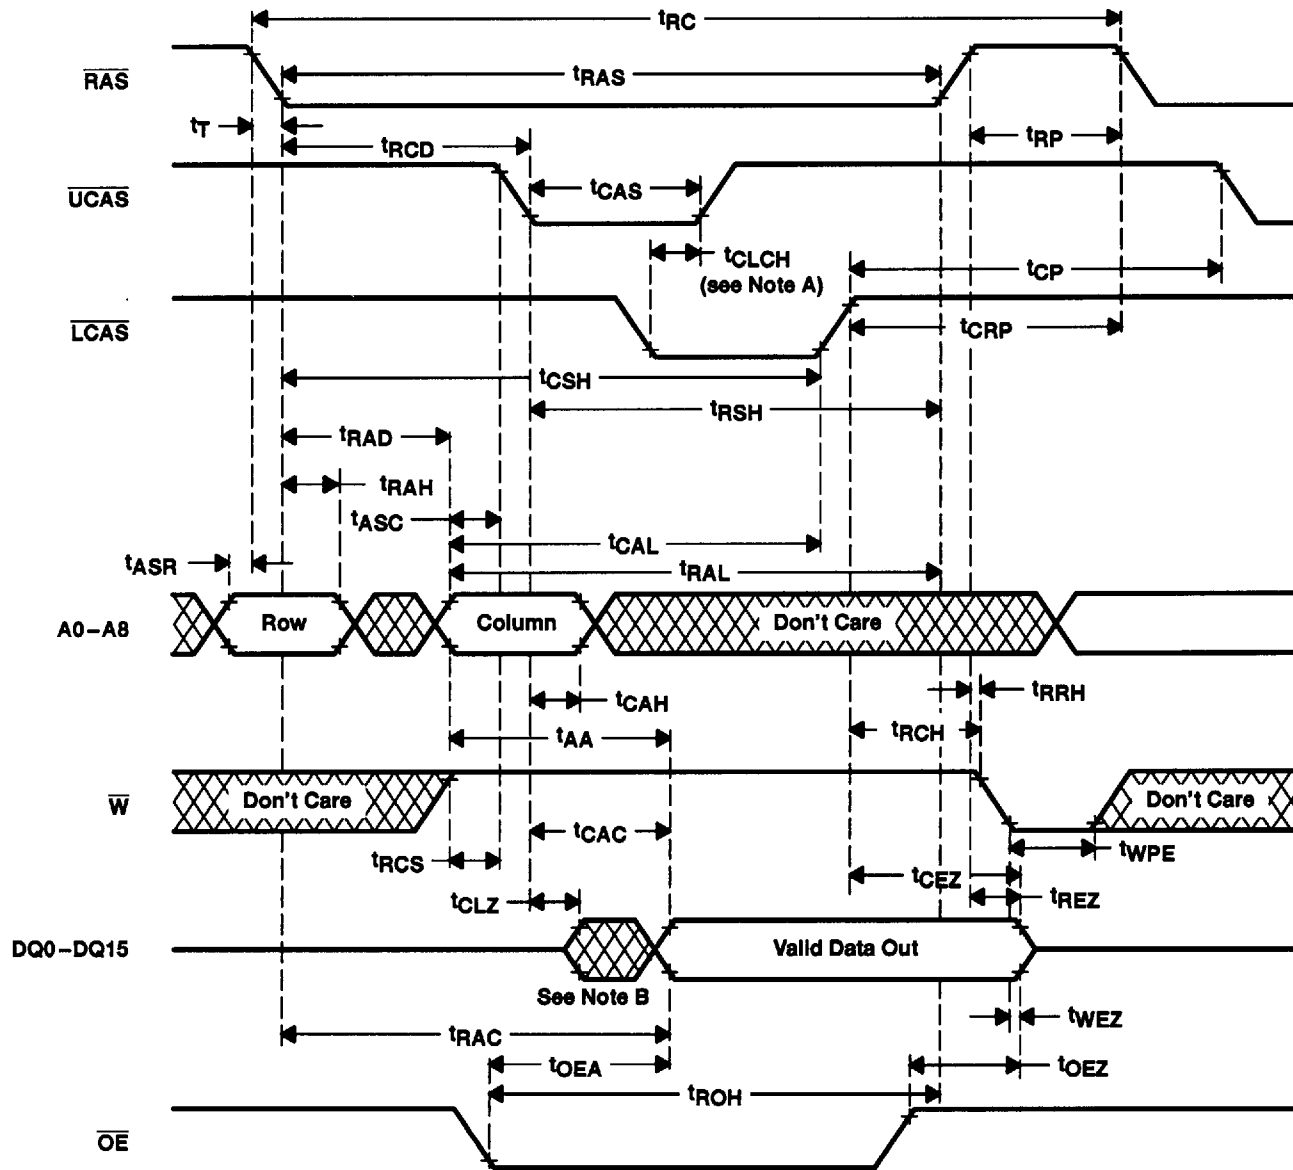 tRC
RAS
tRAS
tT
tRCD
tRP
UCAS
tCAS
tCLCH
(see Note A)
tCP
LCAS
tCRP
tCSH
tRSH
tRAD
tRAH
tASC
tCAL
tASR
tRAL
A0–A8
Row
Column
Don't Care
tCAH
tRRH
tAA
tRCH
W
Don't Care
Don't Care
tCAC
tRCS
tWPE
tCEZ
tCLZ
tREZ
DQ0–DQ15
Valid Data Out
See Note B
tWEZ
tRAC
tOEA
tOEZ
tROH
OE